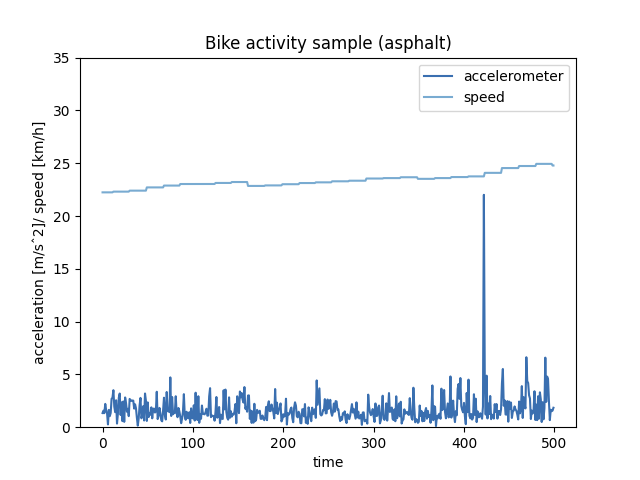 Bike activity sample (asphalt)
accelerometer
speed
35
30
25
20
15
10
5
0
acceleration [m/sˆ2]/ speed [km/h]
0 100 200 300 400 500
time